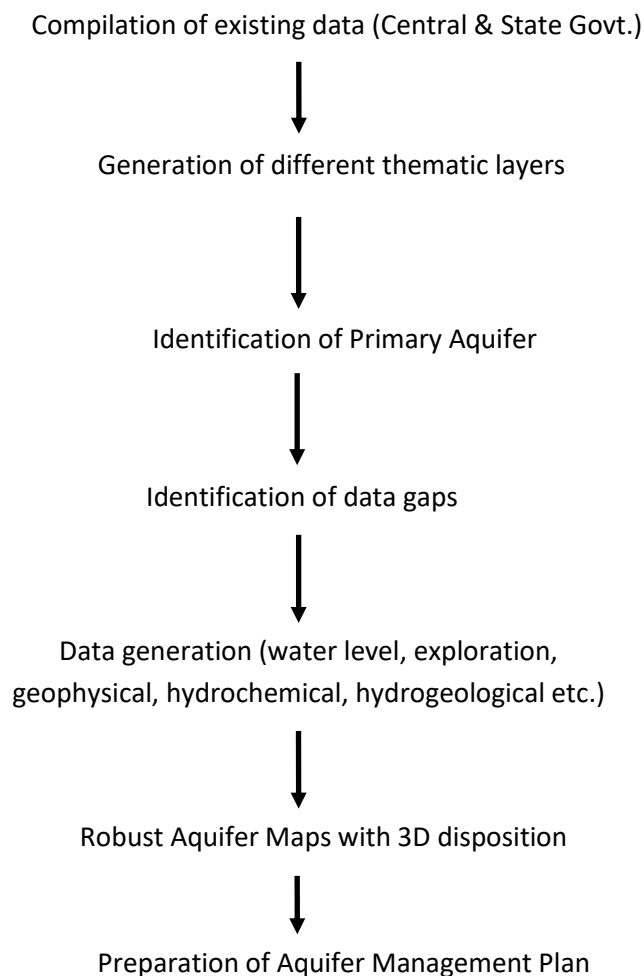 Compilation of existing data (Central & State Govt.)
Generation of different thematic layers
Identification of Primary Aquifer
Identification of data gaps
Data generation (water level, exploration,
geophysical, hydrochemical, hydrogeological etc.)
Robust Aquifer Maps with 3D disposition
Preparation of Aquifer Management Plan